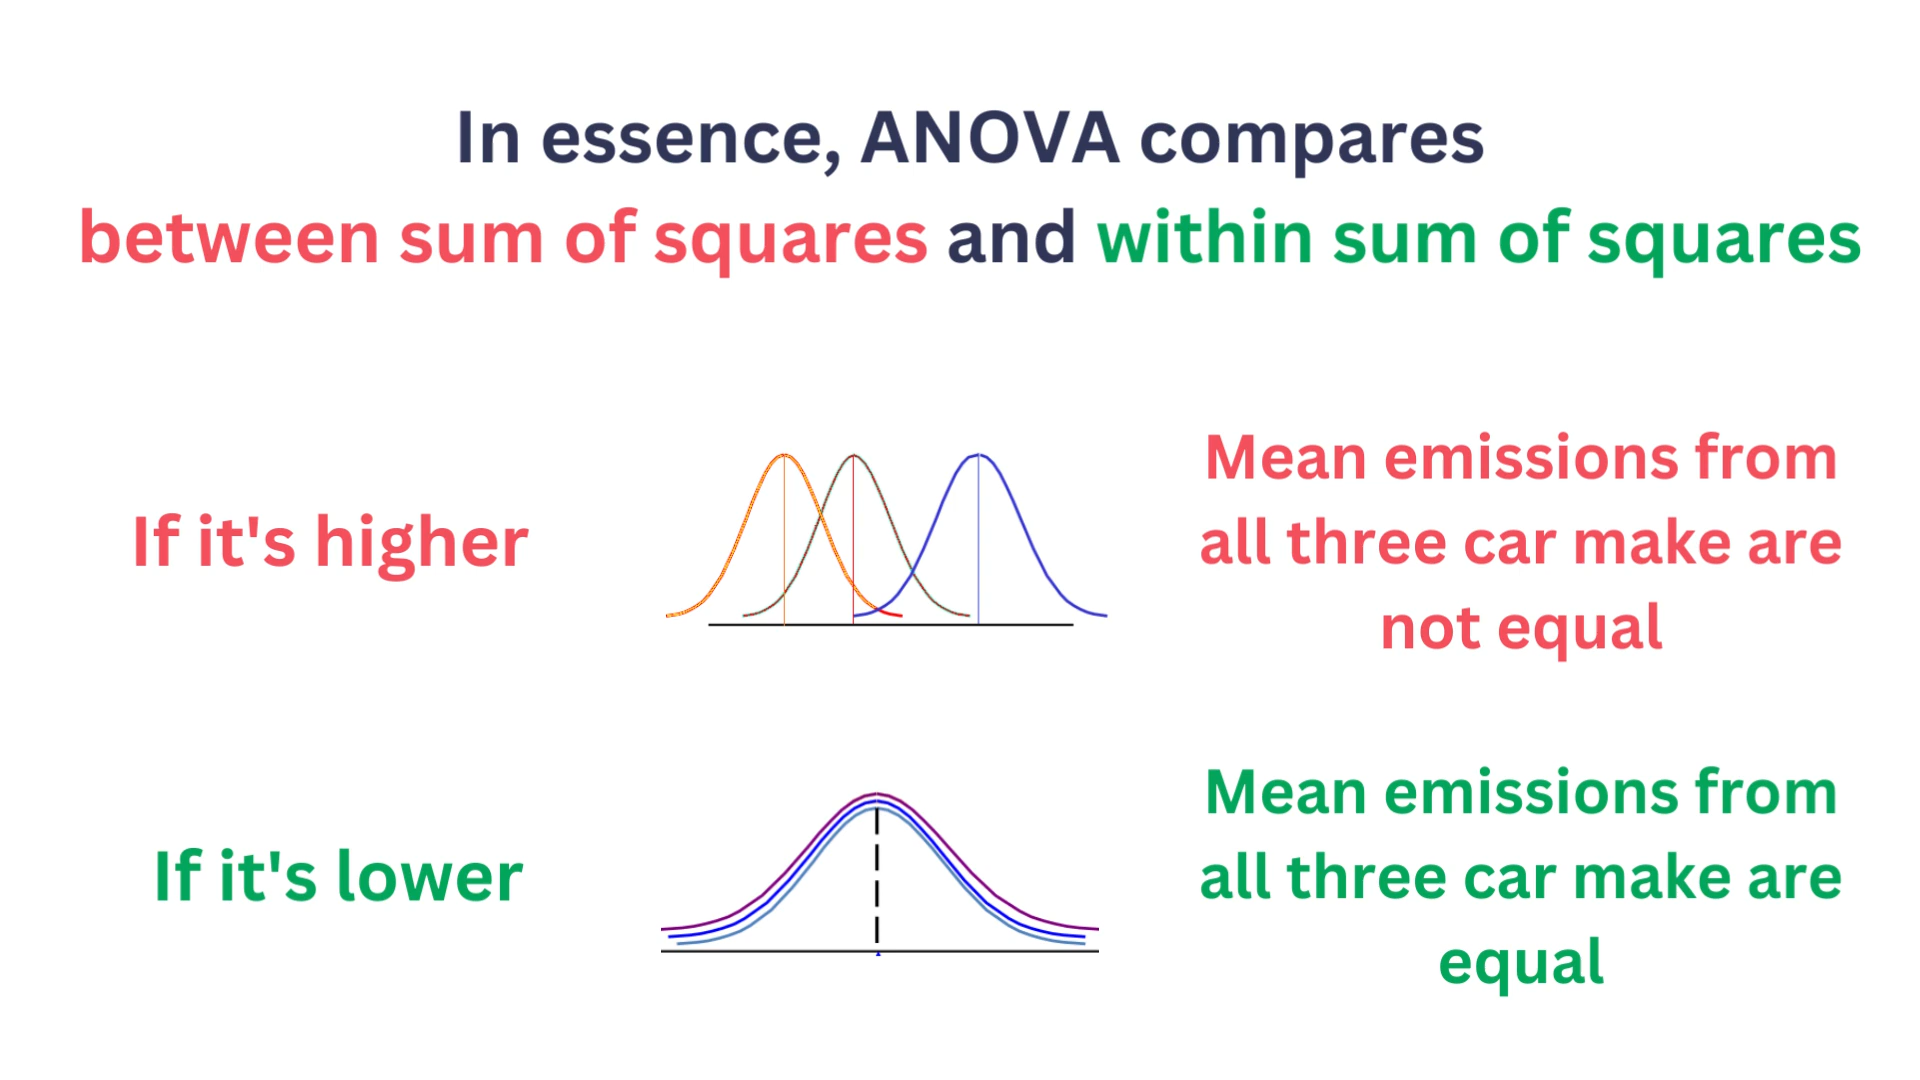 In essence, ANOVA compares
between sum of squares and within sum of squares
If it's higher
Mean emissions from
all three car make are
not equal
If it's lower
Mean emissions from
all three car make are
equal